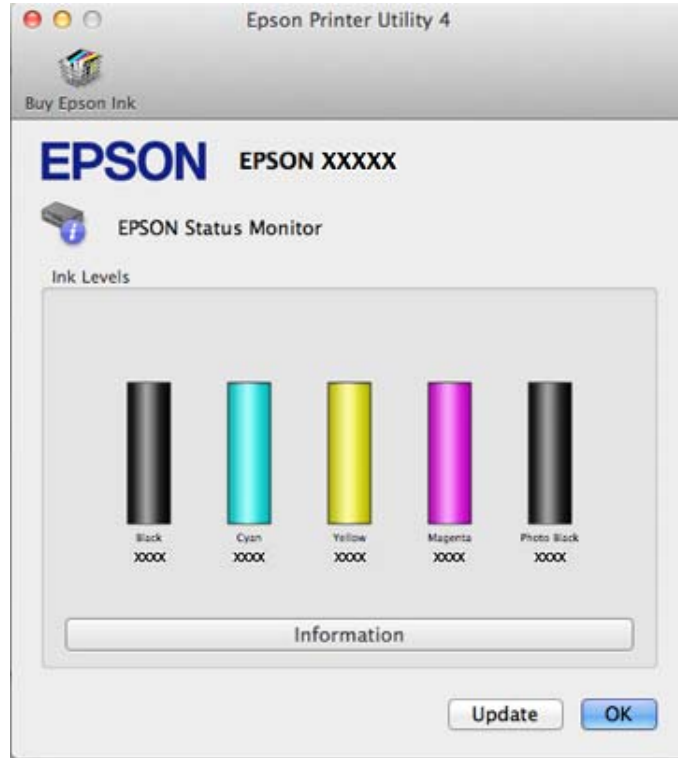 Epson Printer Utility 4
Buy Epson Ink
EPSON EPSON XXXXX
EPSON Status Monitor
Ink Levels
Black Cyan Yellow Magenta Photo Black
XXXX XXXX XXXX XXXX XXXX
Information
Update OK